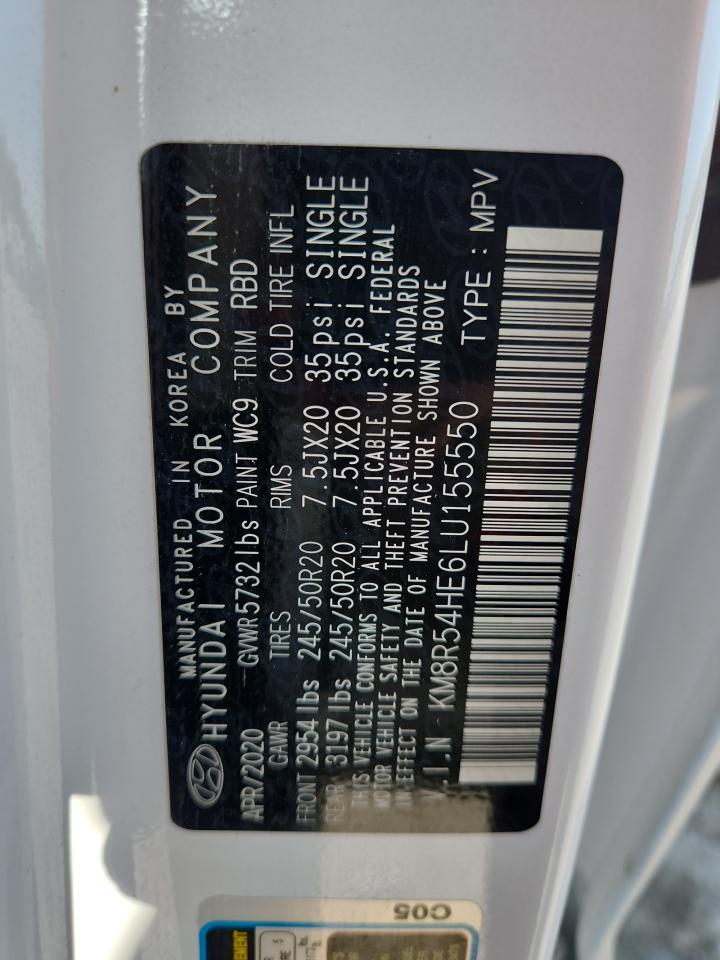 MANUFACTURED IN KOREA BY
HYUNDAI MOTOR COMPANY
APR/2020 GVWR 5732 lbs PAINT WC9 TRIM RBD
GAWR TIRES RIMS COLD TIRE INFL
FRONT 2954 lbs 245/50R20 7.5JX20 35psi SINGLE
REAR 3197 lbs 245/50R20 7.5JX20 35psi SINGLE
THIS VEHICLE CONFORMS TO ALL APPLICABLE U.S.A. FEDERAL
MOTOR VEHICLE SAFETY AND THEFT PREVENTION STANDARDS
IN EFFECT ON THE DATE OF MANUFACTURE SHOWN ABOVE
V.I.N KM8R54HE6LU155550 TYPE : MPV
C05